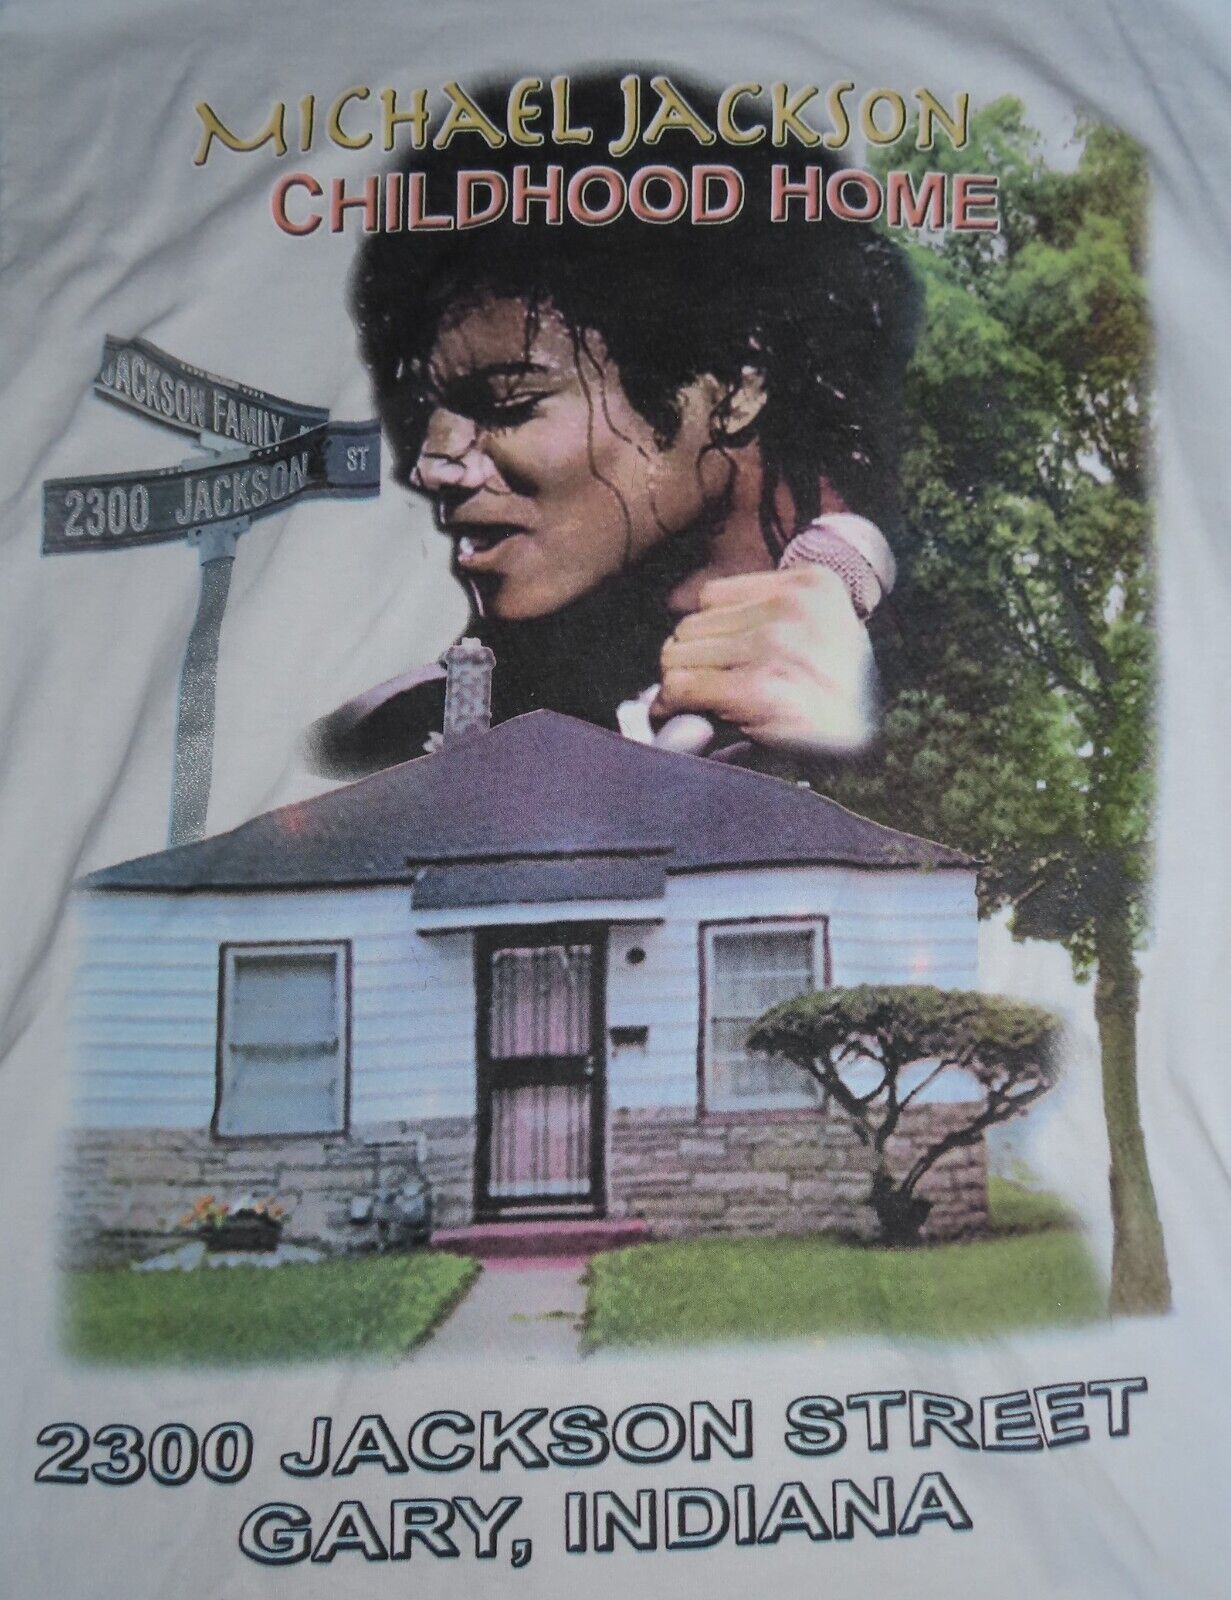 MICHAEL JACKSON
CHILDHOOD HOME
JACKSON FAMILY
2300 JACKSON ST
2300 JACKSON STREET
GARY, INDIANA